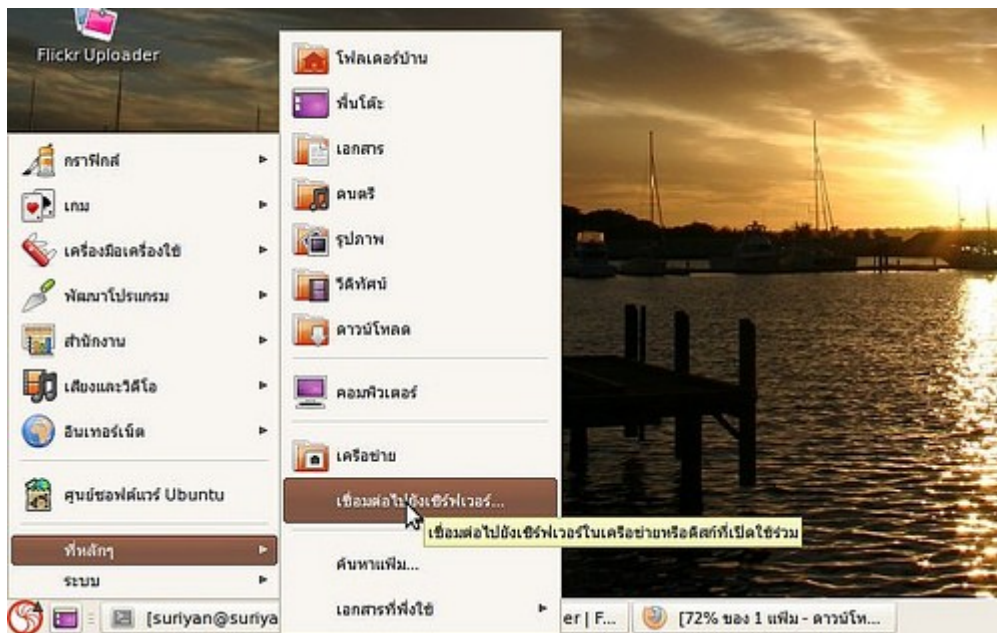 Flickr Uploader
กราฟิกส์
เกม
เครื่องมือเครื่องใช้
พัฒนาโปรแกรม
สำนักงาน
เสียงและวิดีโอ
อินเทอร์เน็ต
ศูนย์ซอฟต์แวร์ Ubuntu
ที่หลักๆ
ระบบ
โฟลเดอร์บ้าน
พื้นโต๊ะ
เอกสาร
ดนตรี
รูปภาพ
วีดิทัศน์
ดาวน์โหลด
คอมพิวเตอร์
เครือข่าย
เชื่อมต่อไปยังเซิร์ฟเวอร์...
เชื่อมต่อไปยังเซิร์ฟเวอร์ในเครือข่ายหรือดิสก์ที่เปิดใช้ร่วม
ค้นหาแฟ้ม...
เอกสารที่พึ่งใช้
[suriyan@suriya
er | F...
[72% ของ 1 แฟ้ม - ดาวน์โห...